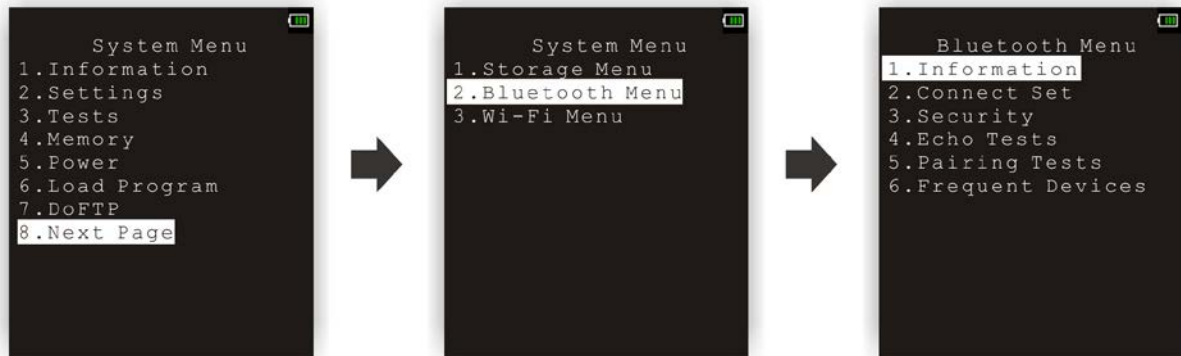 System Menu
1.Information
2.Settings
3.Tests
4.Memory
5.Power
6.Load Program
7.DoFTP
8.Next Page
System Menu
1.Storage Menu
2.Bluetooth Menu
3.Wi-Fi Menu
Bluetooth Menu
1.Information
2.Connect Set
3.Security
4.Echo Tests
5.Pairing Tests
6.Frequent Devices